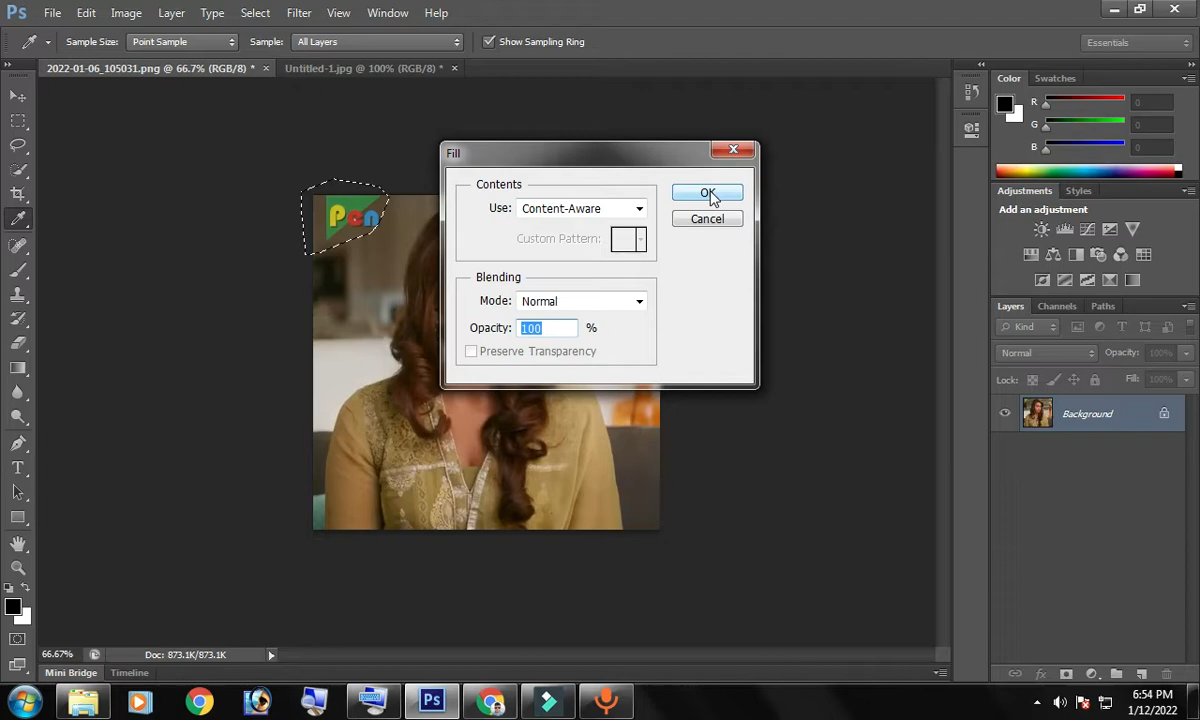 Ps File Edit Image Layer Type Select Filter View Window Help
Sample Size: Point Sample Sample: All Layers Show Sampling Ring Essentials
2022-01-06_105031.png @ 66.7% (RGB/8) * × Untitled-1.jpg @ 100% (RGB/8) * ×
Color Swatches
R 0
G 0
B 0
Fill
Contents
Use: Content-Aware
Custom Pattern:
Blending
Mode: Normal
Opacity: 100 %
Preserve Transparency
OK
Cancel
Pen
Adjustments Styles
Add an adjustment
Layers Channels Paths
Kind
Normal Opacity: 100%
Lock: Fill: 100%
Background
66.67% Doc: 873.1K/873.1K
Mini Bridge Timeline
Ps
6:54 PM
1/12/2022